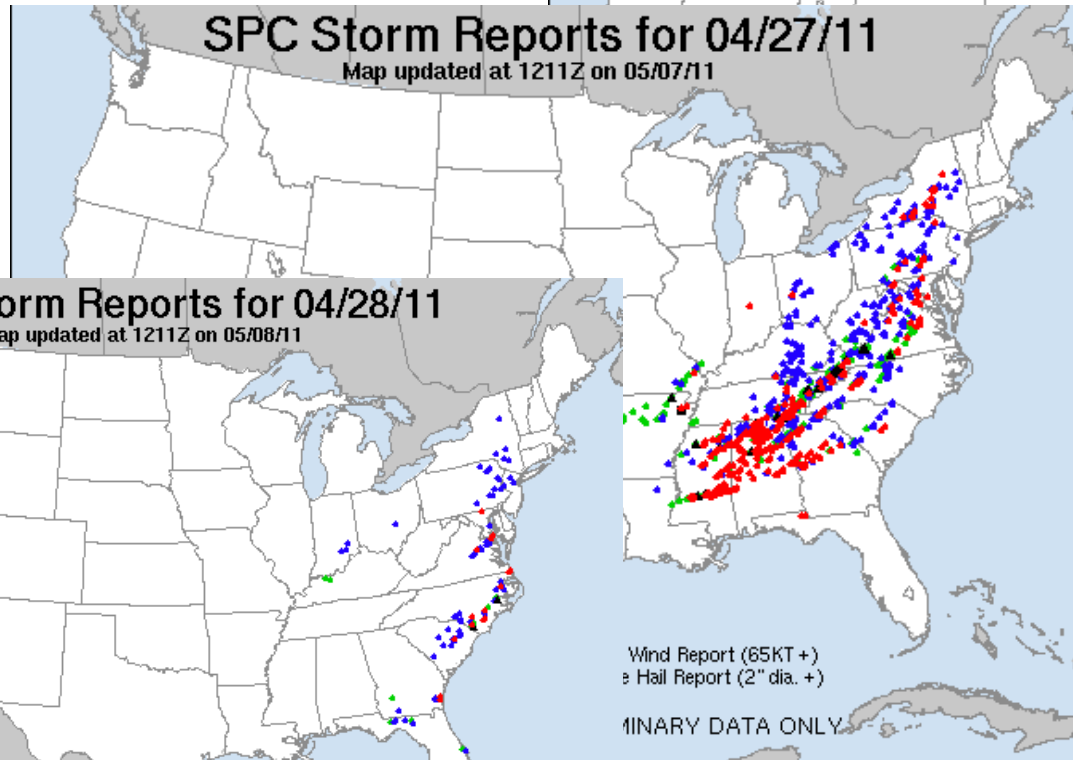 SPC Storm Reports for 04/27/11
Map updated at 1211Z on 05/07/11
orm Reports for 04/28/11
ap updated at 1211Z on 05/08/11
Wind Report (65KT +)
e Hail Report (2" dia. +)
MINARY DATA ONLY